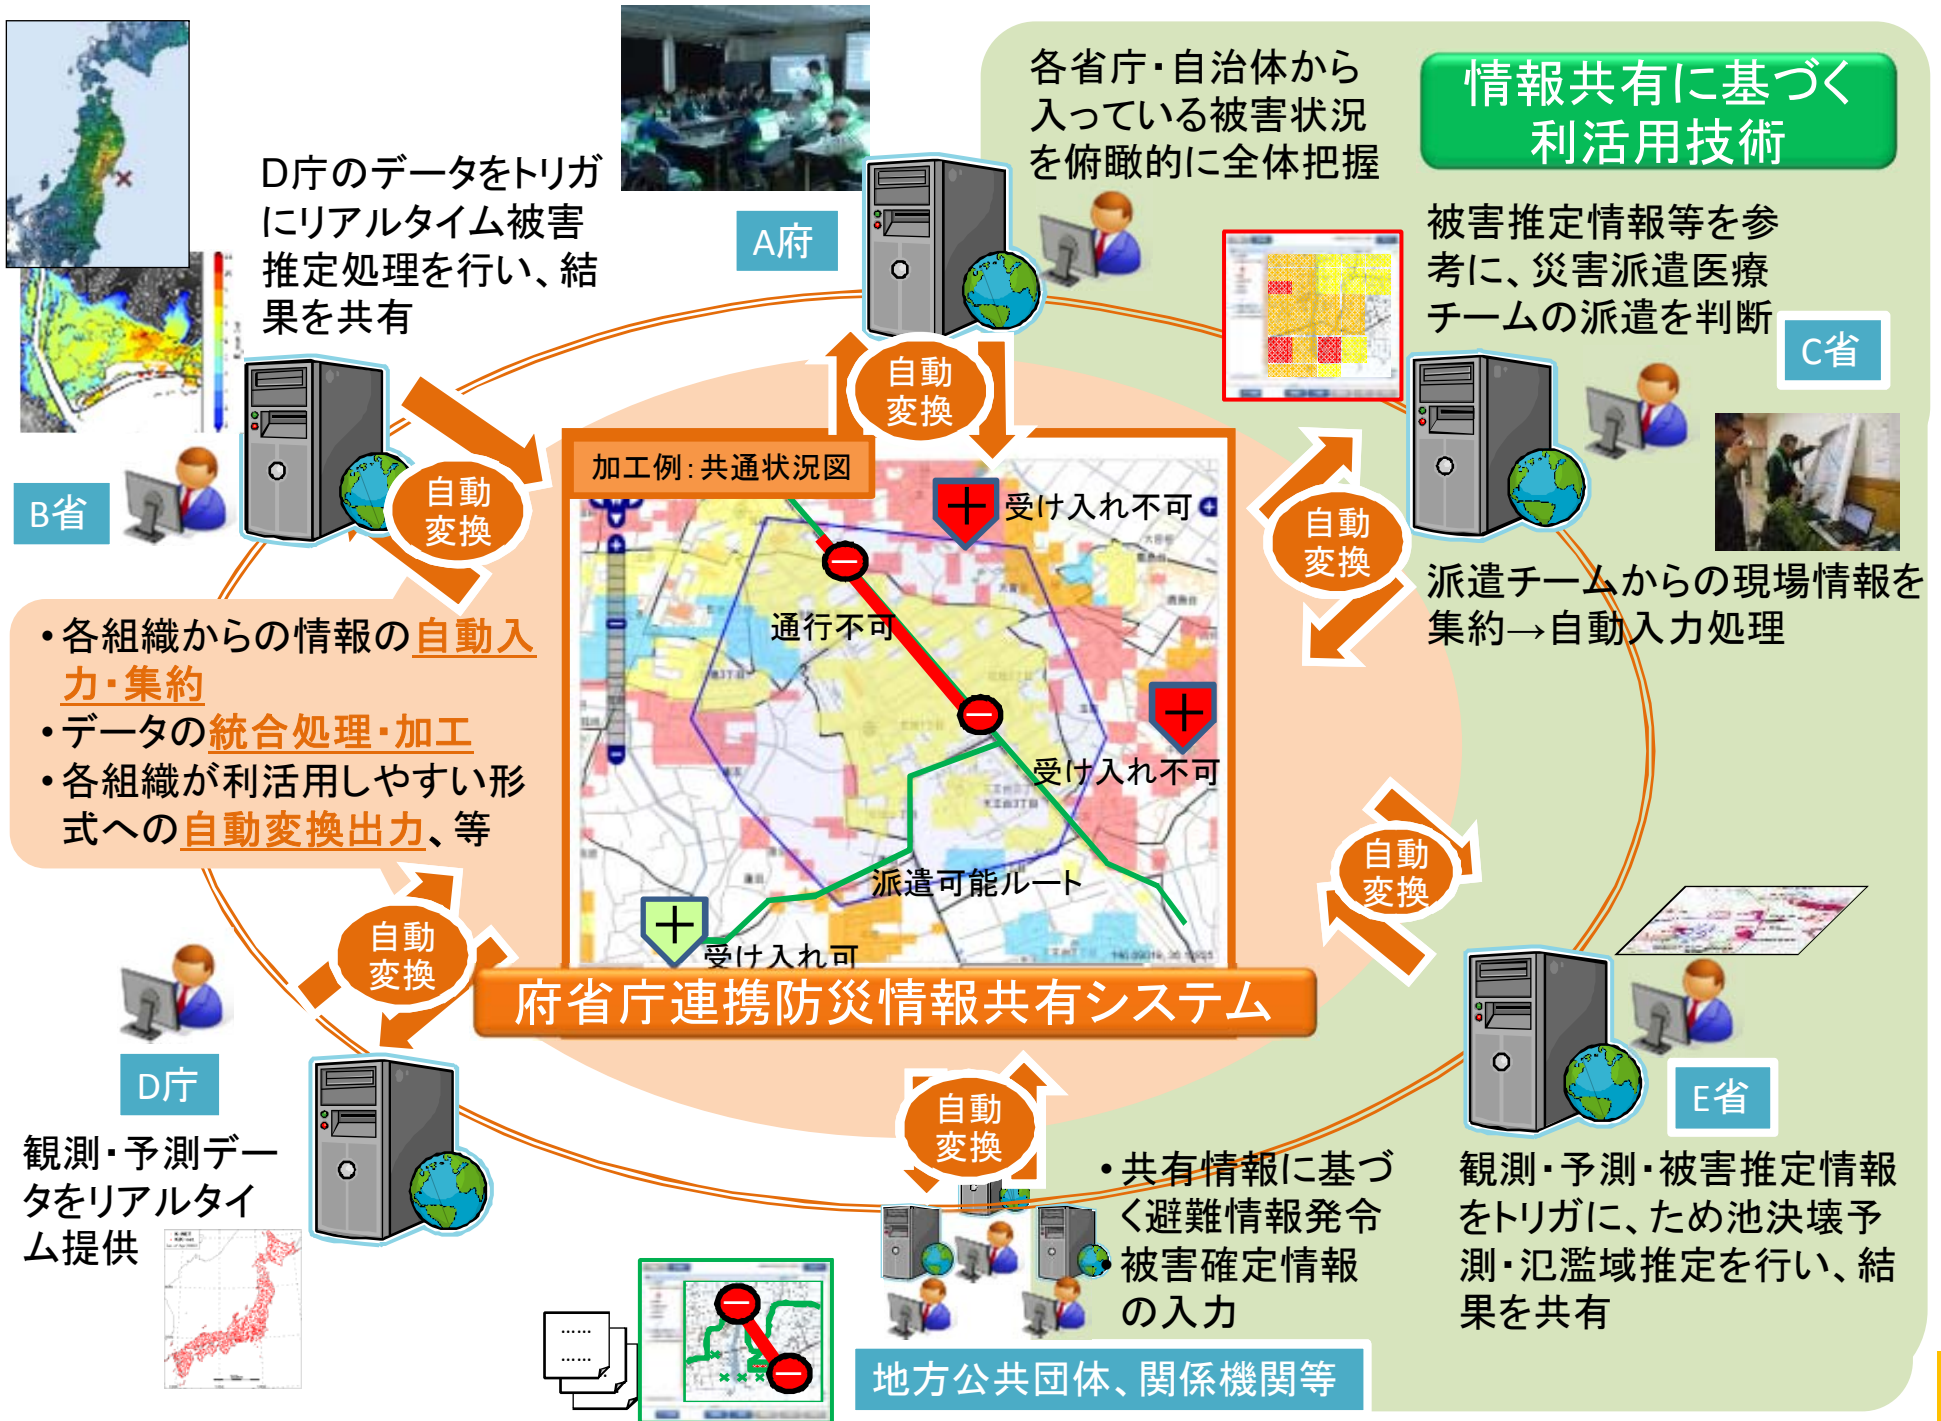 各省庁・自治体から
入っている被害状況
を俯瞰的に全体把握
情報共有に基づく
利活用技術
D庁のデータをトリガ
にリアルタイム被害
推定処理を行い、結
果を共有
A府
被害推定情報等を参
考に、災害派遣医療
チームの派遣を判断
C省
自動
変換
B省
自動
変換
加工例：共通状況図
受け入れ不可
自動
変換
通行不可
派遣チームからの現場情報を
集約→自動入力処理
・各組織からの情報の自動入
力・集約
・データの統合処理・加工
・各組織が利活用しやすい形
式への自動変換出力、等
受け入れ不可
自動
変換
派遣可能ルート
自動
変換
受け入れ可
府省庁連携防災情報共有システム
D庁
観測・予測デー
タをリアルタイ
ム提供
自動
変換
E省
・共有情報に基づ
く避難情報発令
・被害確定情報
の入力
観測・予測・被害推定情報
をトリガに、ため池決壊予
測・氾濫域推定を行い、結
果を共有
……
……
地方公共団体、関係機関等